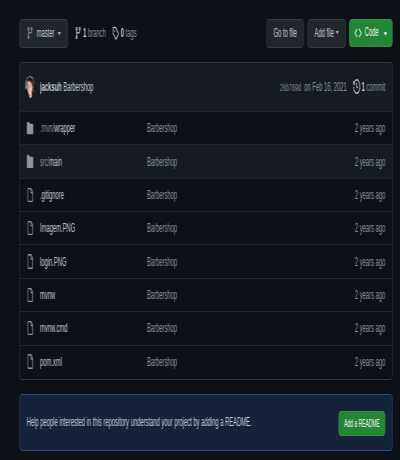 master 1 branch 0 tags Go to file Add file Code
jacksuh Barbershop on Feb 16, 2021 1 commit
.mvn/wrapper Barbershop 2 years ago
src/main Barbershop 2 years ago
.gitignore Barbershop 2 years ago
Imagem.PNG Barbershop 2 years ago
login.PNG Barbershop 2 years ago
mvnw Barbershop 2 years ago
mvnw.cmd Barbershop 2 years ago
pom.xml Barbershop 2 years ago
Help people interested in this repository understand your project by adding a README. Add a README